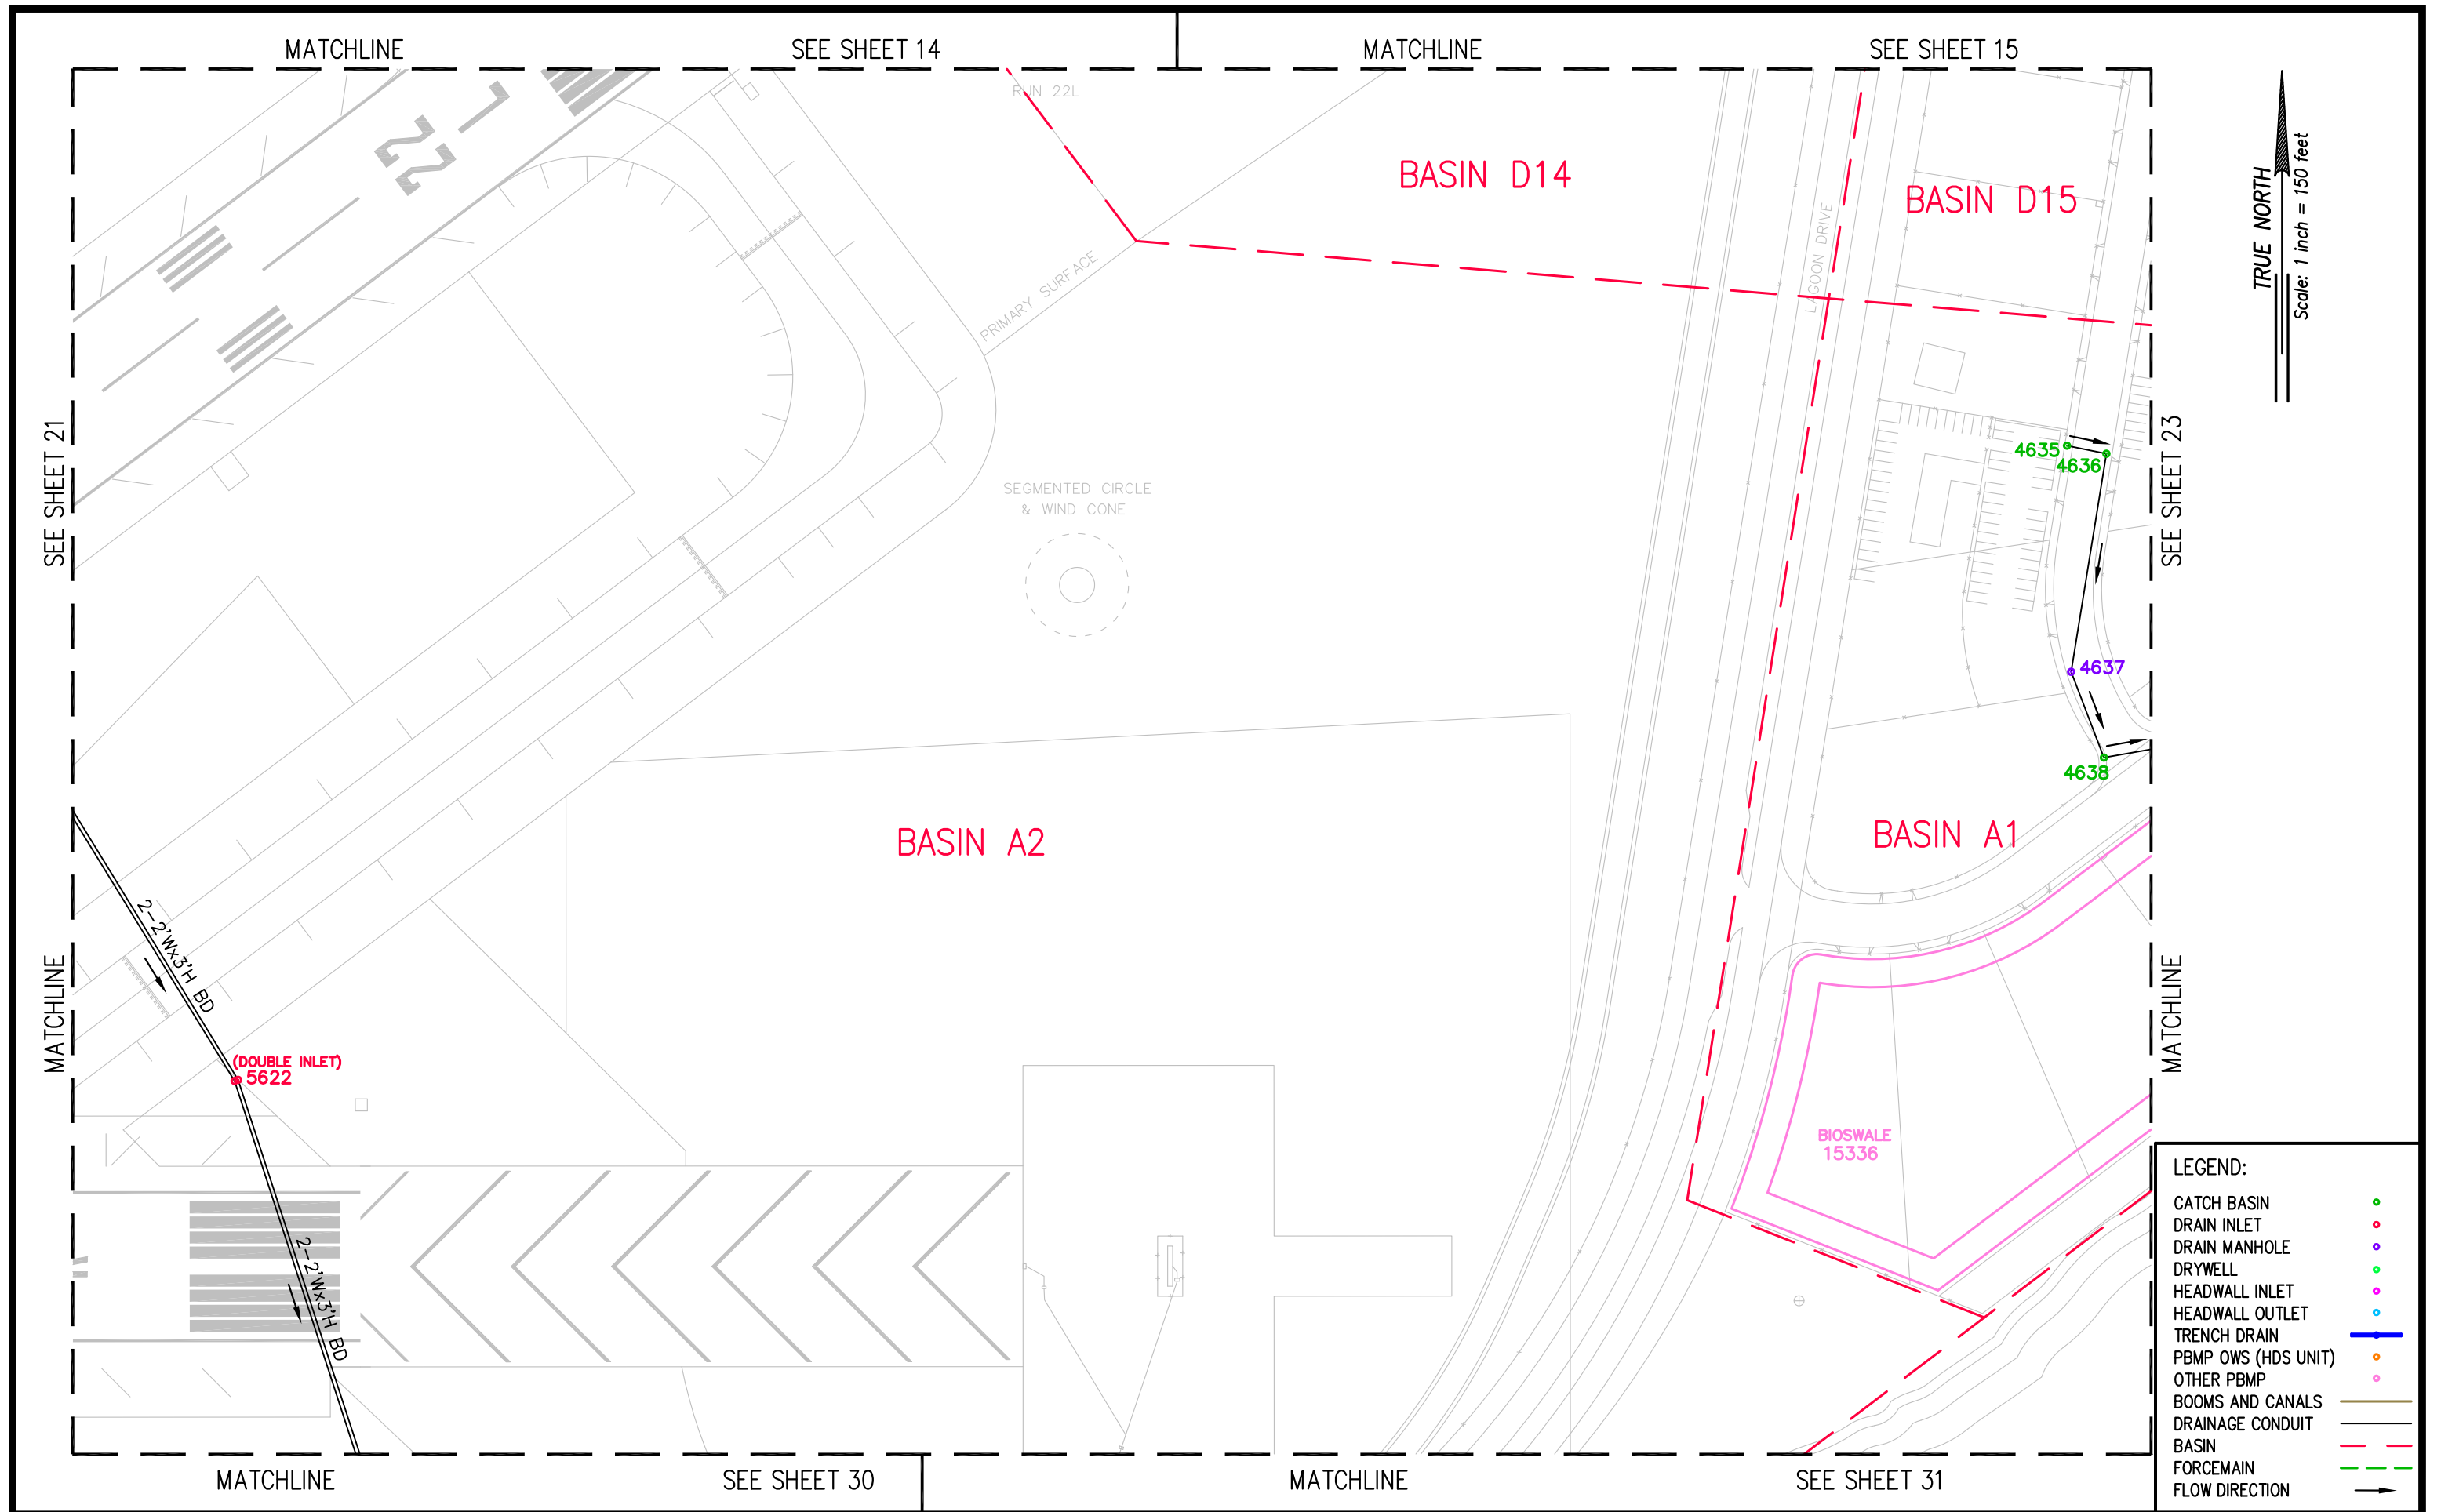 MATCHLINE
SEE SHEET 14
MATCHLINE
SEE SHEET 15
RUN 22L
22 L
BASIN D14
BASIN D15
LAGOON DRIVE
PRIMARY SURFACE
TRUE NORTH
Scale: 1 inch = 150 feet
SEE SHEET 21
SEE SHEET 23
4635
4636
SEGMENTED CIRCLE
& WIND CONE
4637
4638
BASIN A2
BASIN A1
2-2'Wx3'H BD
MATCHLINE
MATCHLINE
(DOUBLE INLET)
5622
BIOSWALE
15336
2-2'Wx3'H BD
LEGEND:
CATCH BASIN
DRAIN INLET
DRAIN MANHOLE
DRYWELL
HEADWALL INLET
HEADWALL OUTLET
TRENCH DRAIN
PBMP OWS (HDS UNIT)
OTHER PBMP
BOOMS AND CANALS
DRAINAGE CONDUIT
BASIN
FORCEMAIN
FLOW DIRECTION
MATCHLINE
SEE SHEET 30
MATCHLINE
SEE SHEET 31